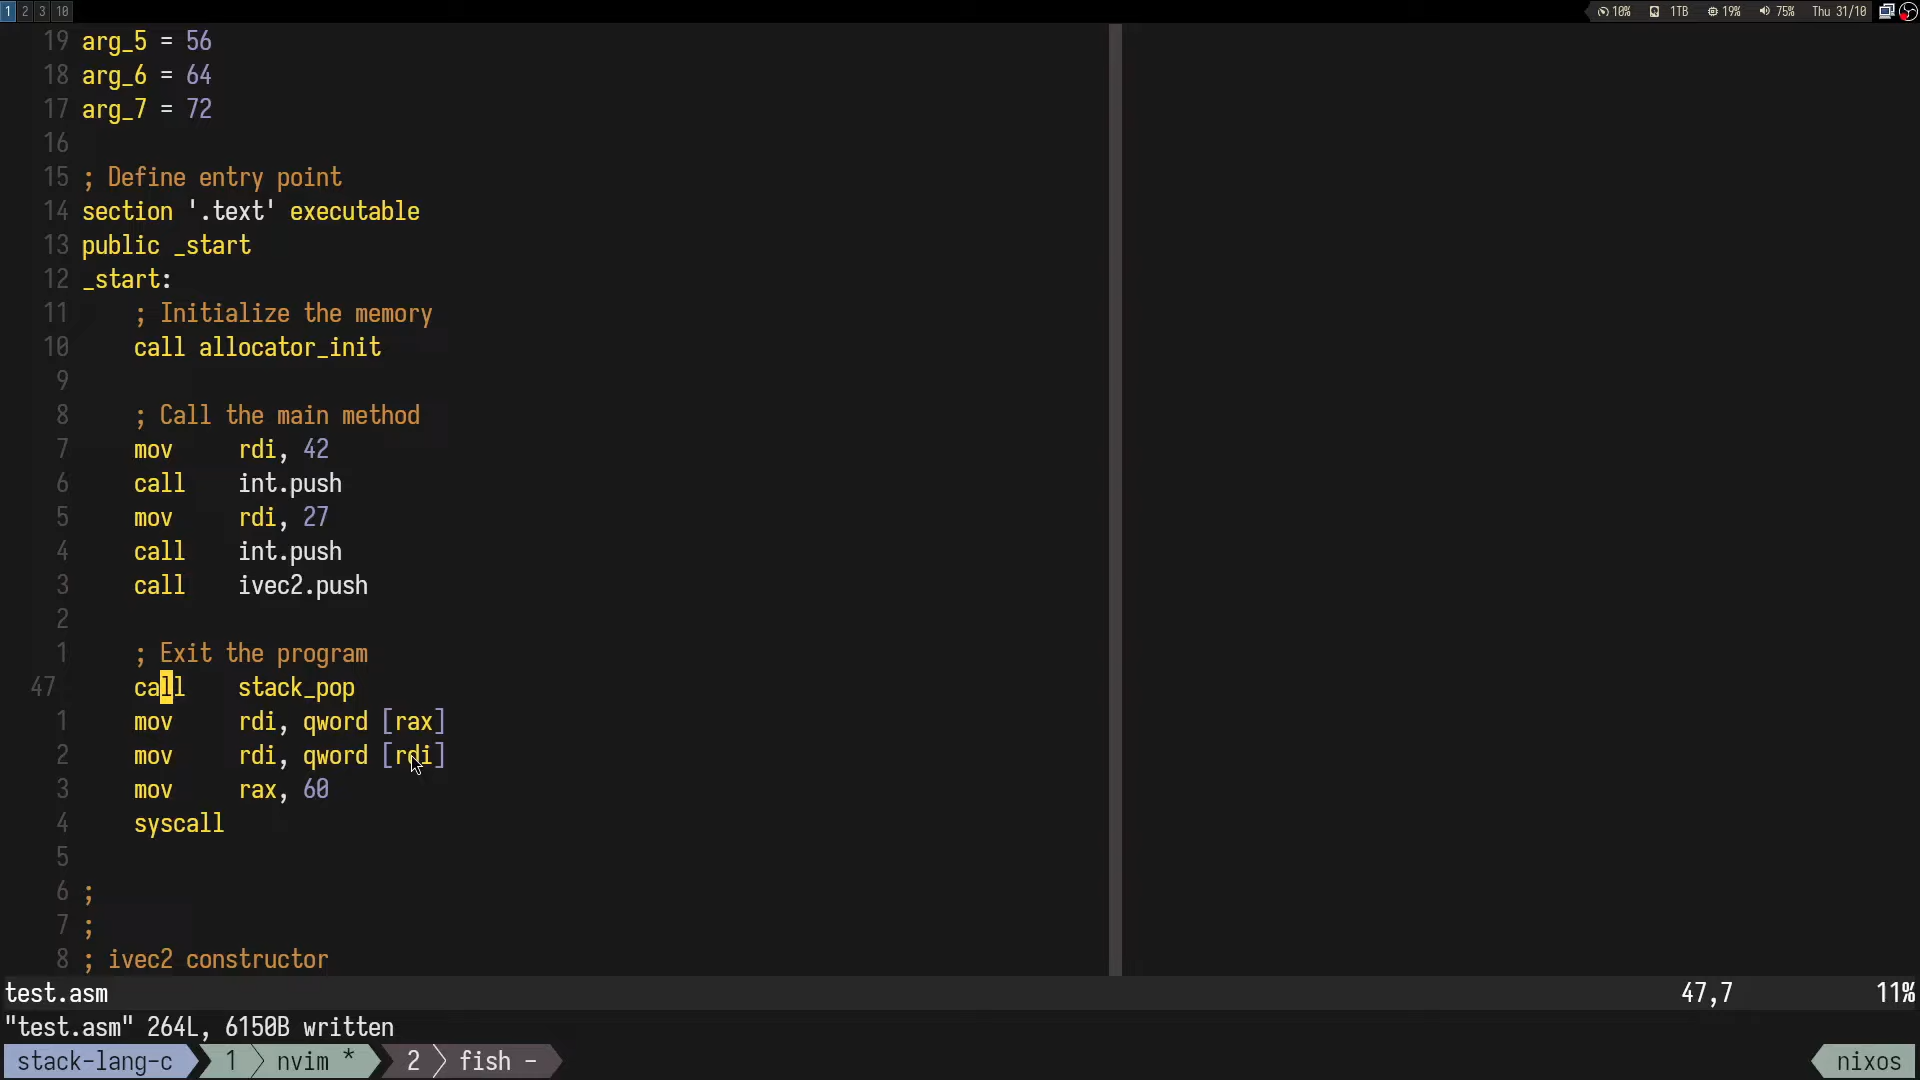 1 2 3 10 10% 1TB 19% 75% Thu 31/10
19 arg_5 = 56
18 arg_6 = 64
17 arg_7 = 72
16
15 ; Define entry point
14 section '.text' executable
13 public _start
12 _start:
11 ; Initialize the memory
10 call allocator_init
9
8 ; Call the main method
7 mov rdi, 42
6 call int.push
5 mov rdi, 27
4 call int.push
3 call ivec2.push
2
1 ; Exit the program
47 call stack_pop
1 mov rdi, qword [rax]
2 mov rdi, qword [rdi]
3 mov rax, 60
4 syscall
5
6 ;
7 ;
8 ; ivec2 constructor
test.asm 47,7 11%
"test.asm" 264L, 6150B written
stack-lang-c 1 nvim * 2 fish - nixos